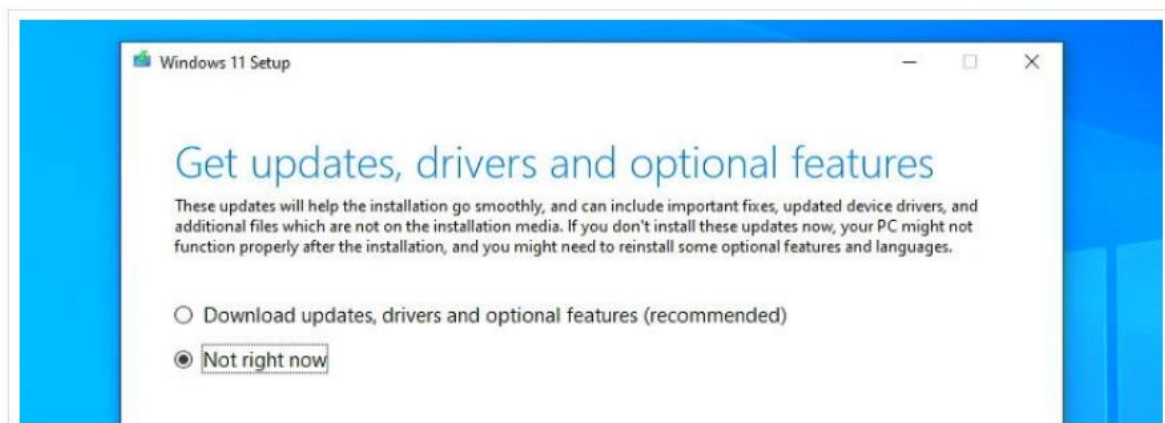 Windows 11 Setup
Get updates, drivers and optional features
These updates will help the installation go smoothly, and can include important fixes, updated device drivers, and
additional files which are not on the installation media. If you don't install these updates now, your PC might not
function properly after the installation, and you might need to reinstall some optional features and languages.
Download updates, drivers and optional features (recommended)
Not right now